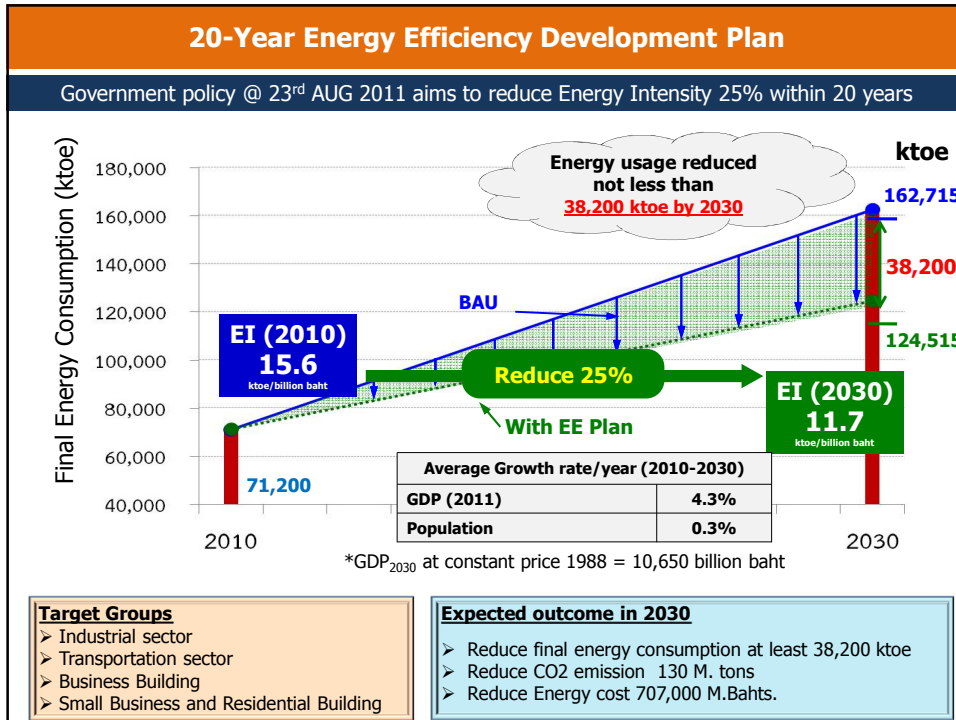 20-Year Energy Efficiency Development Plan
Government policy @ 23rd AUG 2011 aims to reduce Energy Intensity 25% within 20 years
Final Energy Consumption (ktoe)
180,000
160,000
140,000
120,000
100,000
80,000
60,000
40,000
Energy usage reduced
not less than
38,200 ktoe by 2030
ktoe
162,715
38,200
124,515
BAU
EI (2010)
15.6
ktoe/billion baht
Reduce 25%
EI (2030)
11.7
ktoe/billion baht
With EE Plan
71,200
Average Growth rate/year (2010-2030)
GDP (2011) 4.3%
Population 0.3%
2010
2030
*GDP2030 at constant price 1988 = 10,650 billion baht
Target Groups
➢ Industrial sector
➢ Transportation sector
➢ Business Building
➢ Small Business and Residential Building
Expected outcome in 2030
➢ Reduce final energy consumption at least 38,200 ktoe
➢ Reduce CO2 emission 130 M. tons
➢ Reduce Energy cost 707,000 M.Bahts.